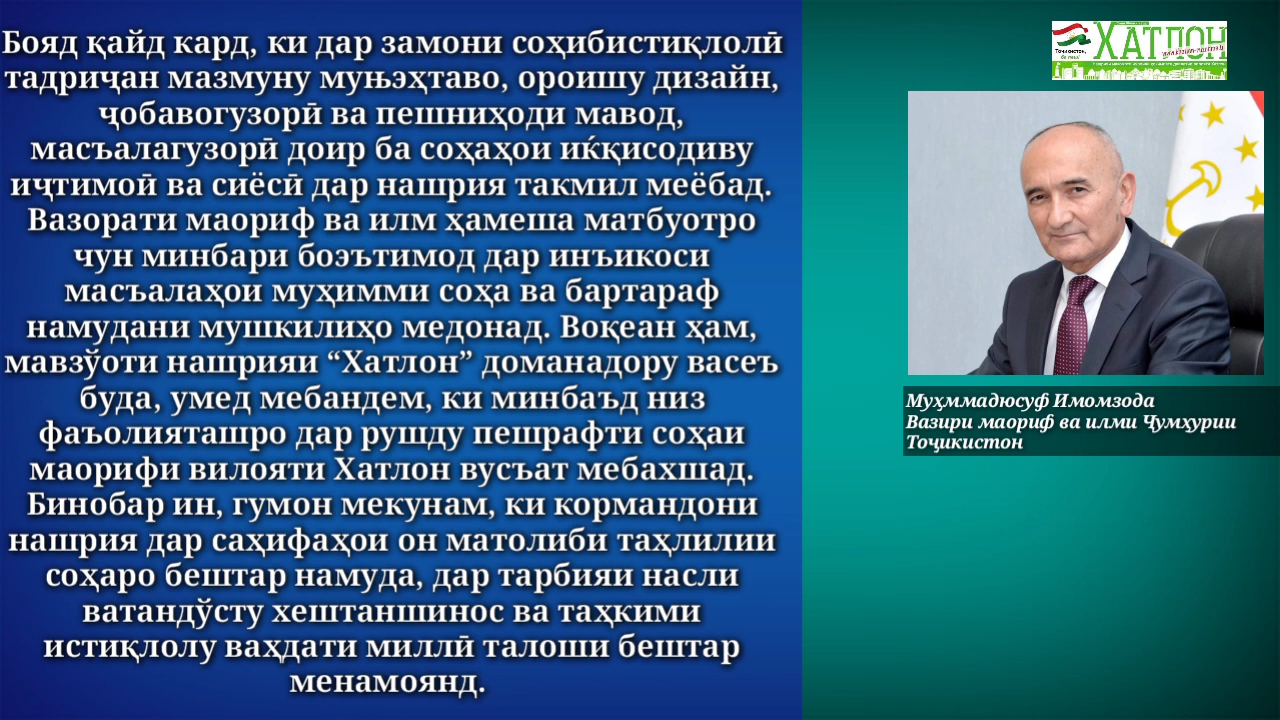 Бояд қайд кард, ки дар замони соҳибистиқлолӣ
тадриҷан мазмуну муҳтаво, ороишу дизайн,
ҷобавогузорӣ ва пешниҳоди мавод,
масъалагузорӣ доир ба соҳаҳои иќқисодиву
иҷтимоӣ ва сиёсӣ дар нашрия такмил меёбад.
Вазорати маориф ва илм ҳамеша матбуотро
чун минбари боэътимод дар инъикоси
масъалаҳои муҳимми соҳа ва бартараф
намудани мушкилиҳо медонад. Воқеан ҳам,
мавзӯоти нашрияи “Хатлон” доманадору васеъ
буда, умед мебандем, ки минбаъд низ
фаъолияташро дар рушду пешрафти соҳаи
маорифи вилояти Хатлон вусъат мебахшад.
Бинобар ин, гумон мекунам, ки кормандони
нашрия дар саҳифаҳои он матолиби таҳлилии
соҳаро бештар намуда, дар тарбияи насли
ватандӯсту хештаншинос ва таҳкими
истиқлолу ваҳдати миллӣ талоши бештар
менамоянд.
ХАТЛОН
Муҳммадюсуф Имомзода
Вазири маориф ва илми Ҷумҳурии
Тоҷикистон